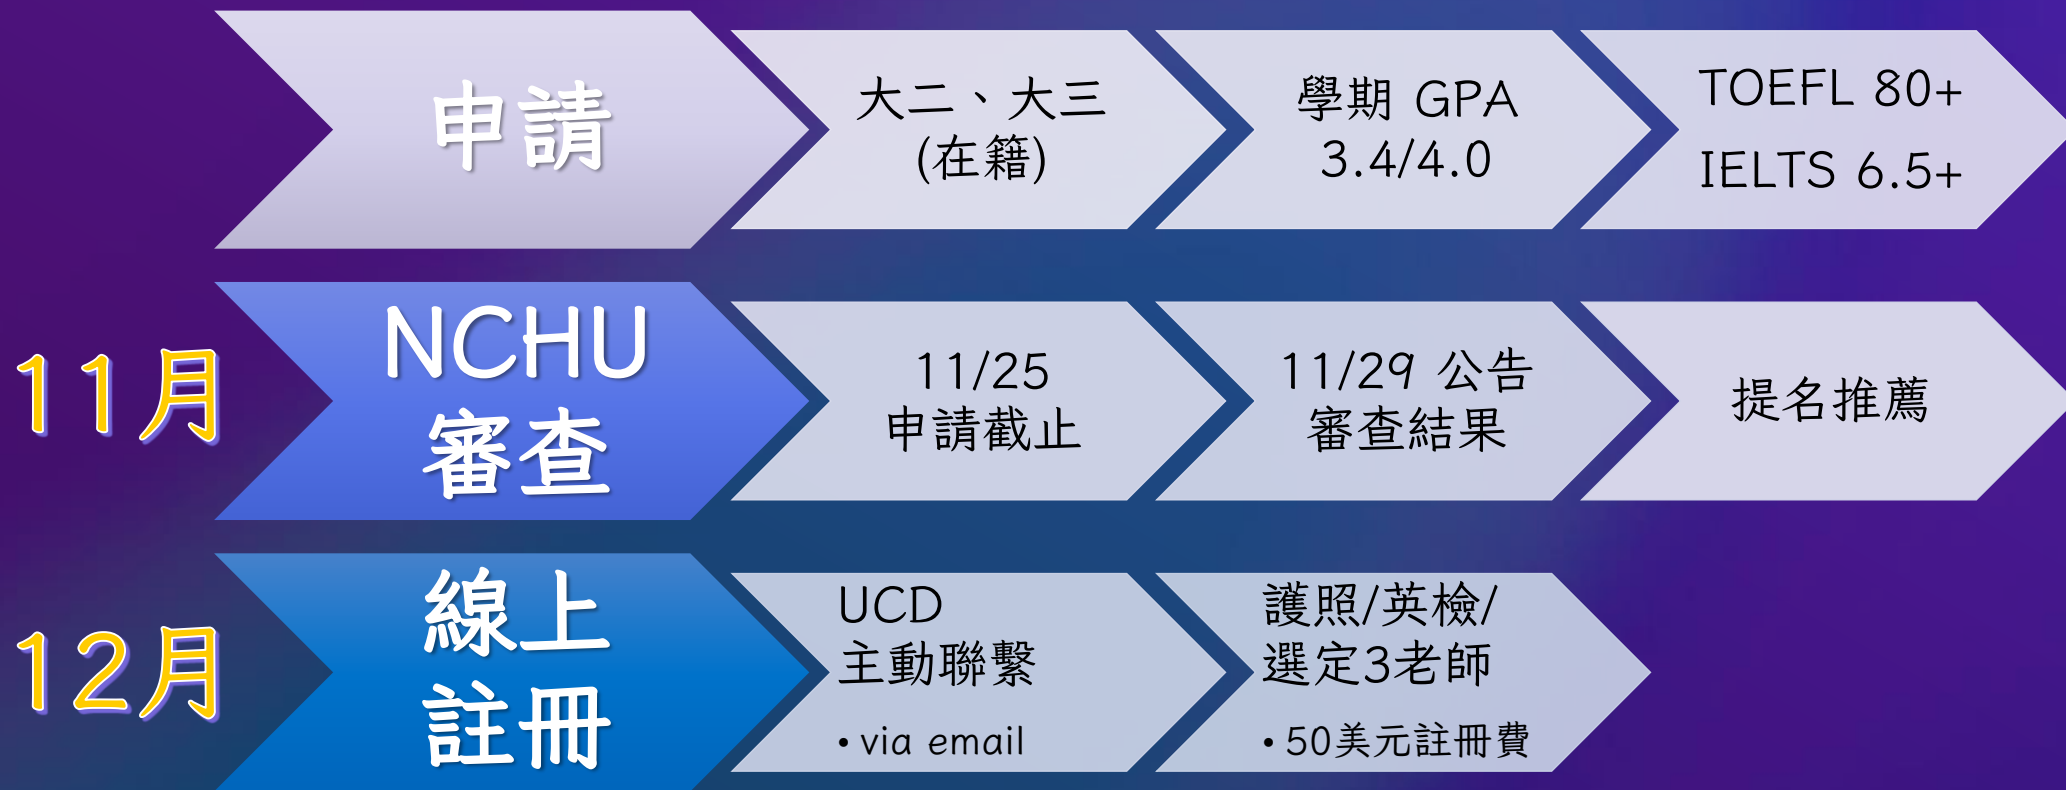 申請
大二、大三
(在籍)
學期 GPA
3.4/4.0
TOEFL 80+
IELTS 6.5+
11月
NCHU
審查
11/25
申請截止
11/29 公告
審查結果
提名推薦
12月
線上
註冊
UCD
主動聯繫
• via email
護照/英檢/
選定3老師
• 50美元註冊費